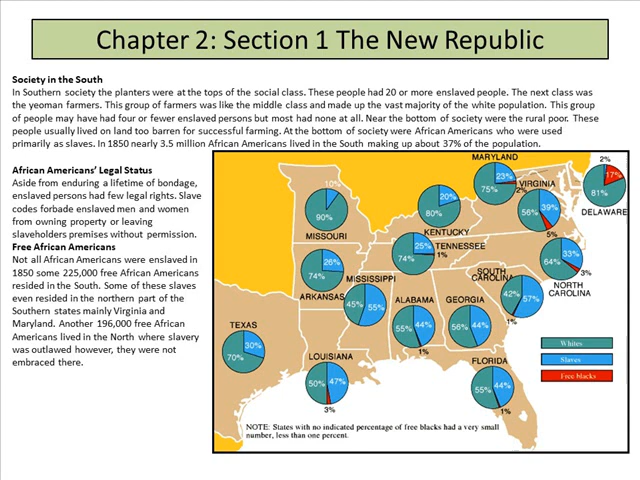 Chapter 2: Section 1 The New Republic
Society in the South
In Southern society the planters were at the tops of the social class. These people had 20 or more enslaved people. The next class was
the yeoman farmers. This group of farmers was like the middle class and made up the vast majority of the white population. This group
of people may have had four or fewer enslaved persons but most had none at all. Near the bottom of society were the rural poor. These
people usually lived on land too barren for successful farming. At the bottom of society were African Americans who were used
primarily as slaves. In 1850 nearly 3.5 million African Americans lived in the South making up about 37% of the population.
African Americans' Legal Status
Aside from enduring a lifetime of bondage,
enslaved persons had few legal rights. Slave
codes forbade enslaved men and women
from owning property or leaving
slaveholders premises without permission.
Free African Americans
Not all African Americans were enslaved in
1850 some 225,000 free African Americans
resided in the South. Some of these slaves
even resided in the northern part of the
Southern states mainly Virginia and
Maryland. Another 196,000 free African
Americans lived in the North where slavery
was outlawed however, they were not
embraced there.
MARYLAND
23%
75%
2%
2%
17%
81%
DELAWARE
VIRGINIA
39%
56%
5%
10%
90%
MISSOURI
20%
80%
KENTUCKY
25%
74%
1%
TENNESSEE
33%
64%
3%
NORTH
CAROLINA
26%
74%
ARKANSAS
MISSISSIPPI
45%
55%
ALABAMA
55%
44%
1%
GEORGIA
56%
44%
SOUTH
CAROLINA
42%
57%
1%
TEXAS
30%
70%
LOUISIANA
50%
47%
3%
FLORIDA
55%
44%
1%
Whites
Slaves
Free blacks
NOTE: States with no indicated percentage of free blacks had a very small
number, less than one percent.